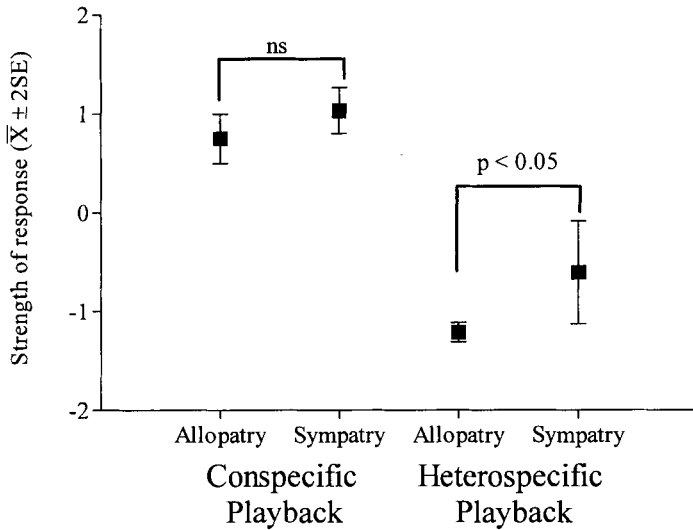 Strength of response (X̅ ± 2SE)
2
1
0
-1
-2
ns
p < 0.05
Allopatry Sympatry Allopatry Sympatry
Conspecific Heterospecific
Playback Playback